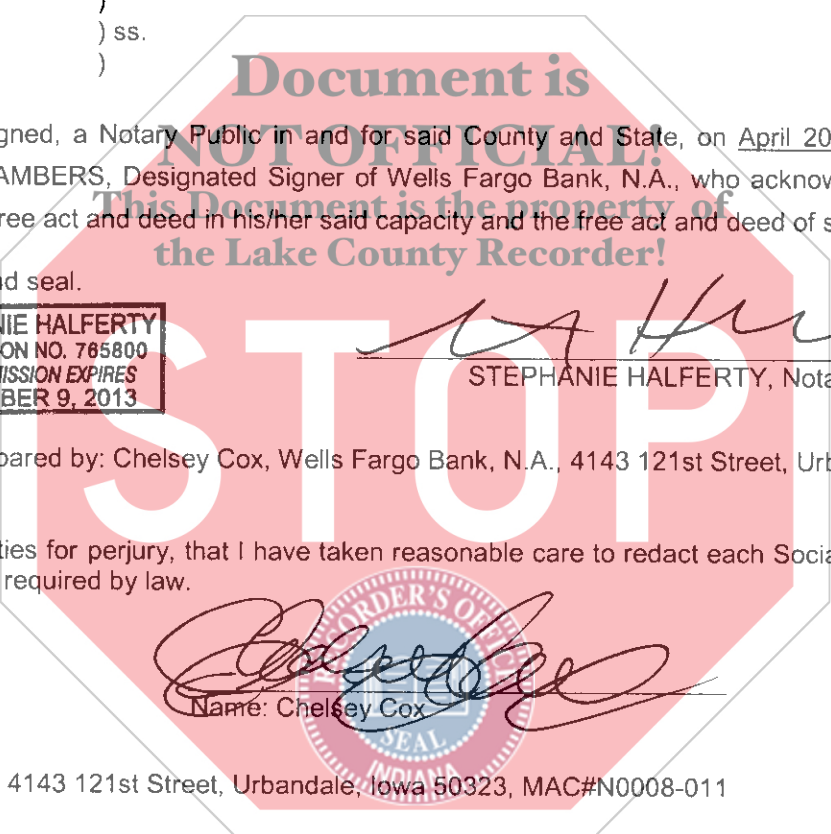 )
) ss.
)
Document is
NOT OFFICIAL!
This Document is the property of
the Lake County Recorder!
gned, a Notary Public in and for said County and State, on April 20
AMBERS, Designated Signer of Wells Fargo Bank, N.A., who acknow
ree act and deed in his/her said capacity and the free act and deed of s
d seal.
NIE HALFERTY
ON NO. 765800
MISSION EXPIRES
BER 9, 2013
STEPHANIE HALFERTY, Nota
STOP
pared by: Chelsey Cox, Wells Fargo Bank, N.A., 4143 121st Street, Urb
ties for perjury, that I have taken reasonable care to redact each Socia
required by law.
RECORDER'S OFFICE
SEAL
INDIANA
Name: Chelsey Cox
4143 121st Street, Urbandale, Iowa 50323, MAC#N0008-011